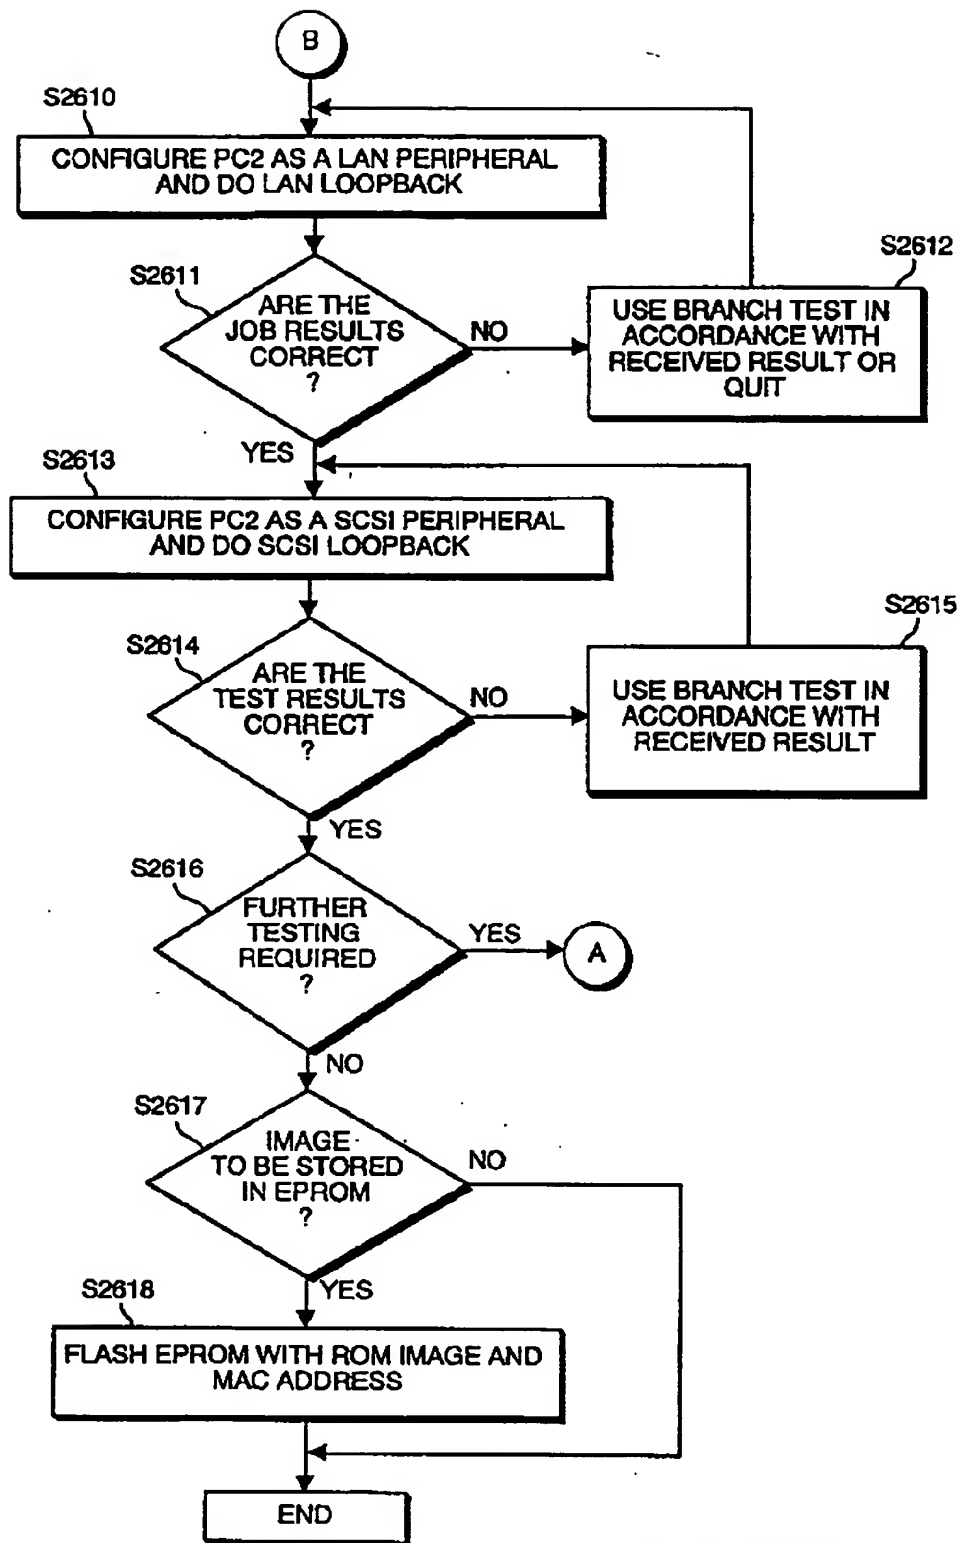 B
S2610
CONFIGURE PC2 AS A LAN PERIPHERAL
AND DO LAN LOOPBACK
S2611
ARE THE
JOB RESULTS
CORRECT
?
NO
S2612
USE BRANCH TEST IN
ACCORDANCE WITH
RECEIVED RESULT OR
QUIT
YES
S2613
CONFIGURE PC2 AS A SCSI PERIPHERAL
AND DO SCSI LOOPBACK
S2614
ARE THE
TEST RESULTS
CORRECT
?
NO
S2615
USE BRANCH TEST IN
ACCORDANCE WITH
RECEIVED RESULT
YES
S2616
FURTHER
TESTING
REQUIRED
?
YES
A
NO
S2617
IMAGE
TO BE STORED
IN EPROM
?
NO
YES
S2618
FLASH EPROM WITH ROM IMAGE AND
MAC ADDRESS
END